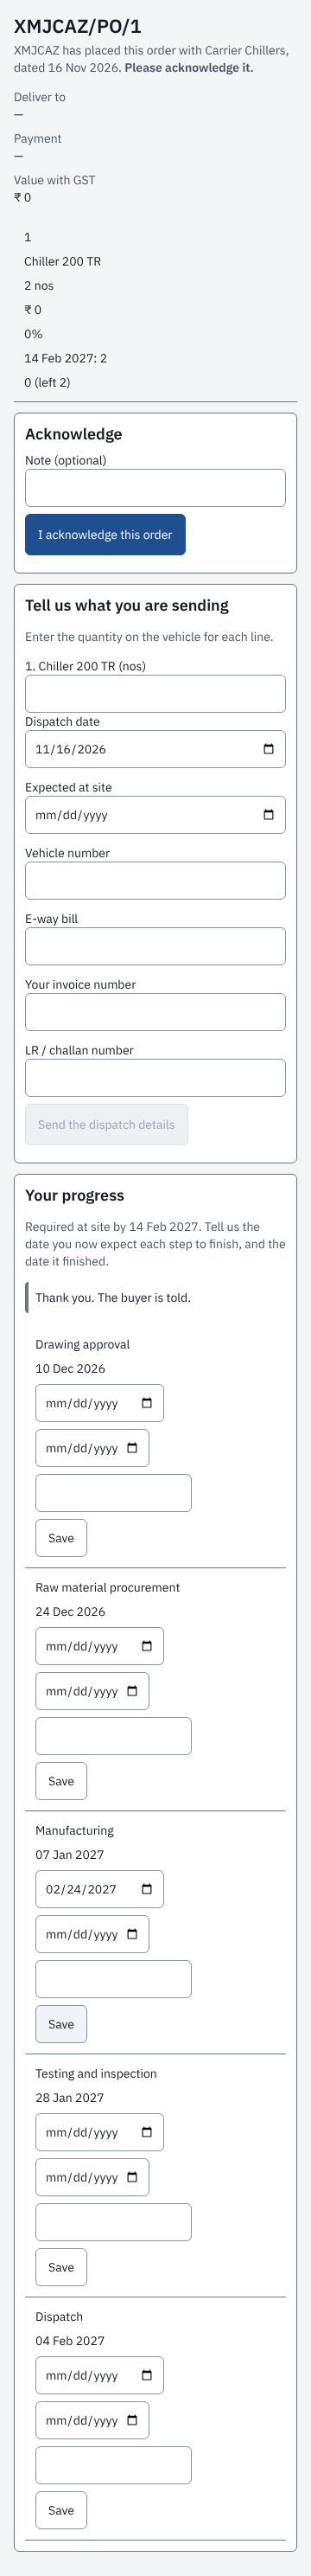 XMJCAZ/PO/1
XMJCAZ has placed this order with Carrier Chillers,
dated 16 Nov 2026. Please acknowledge it.
Deliver to
—
Payment
—
Value with GST
₹ 0
1
Chiller 200 TR
2 nos
₹ 0
0%
14 Feb 2027: 2
0 (left 2)
Acknowledge
Note (optional)
I acknowledge this order
Tell us what you are sending
Enter the quantity on the vehicle for each line.
1. Chiller 200 TR (nos)
Dispatch date
11/16/2026
Expected at site
mm/dd/yyyy
Vehicle number
E-way bill
Your invoice number
LR / challan number
Send the dispatch details
Your progress
Required at site by 14 Feb 2027. Tell us the
date you now expect each step to finish, and the
date it finished.
Thank you. The buyer is told.
Drawing approval
10 Dec 2026
mm/dd/yyyy
mm/dd/yyyy
Save
Raw material procurement
24 Dec 2026
mm/dd/yyyy
mm/dd/yyyy
Save
Manufacturing
07 Jan 2027
02/24/2027
mm/dd/yyyy
Save
Testing and inspection
28 Jan 2027
mm/dd/yyyy
mm/dd/yyyy
Save
Dispatch
04 Feb 2027
mm/dd/yyyy
mm/dd/yyyy
Save